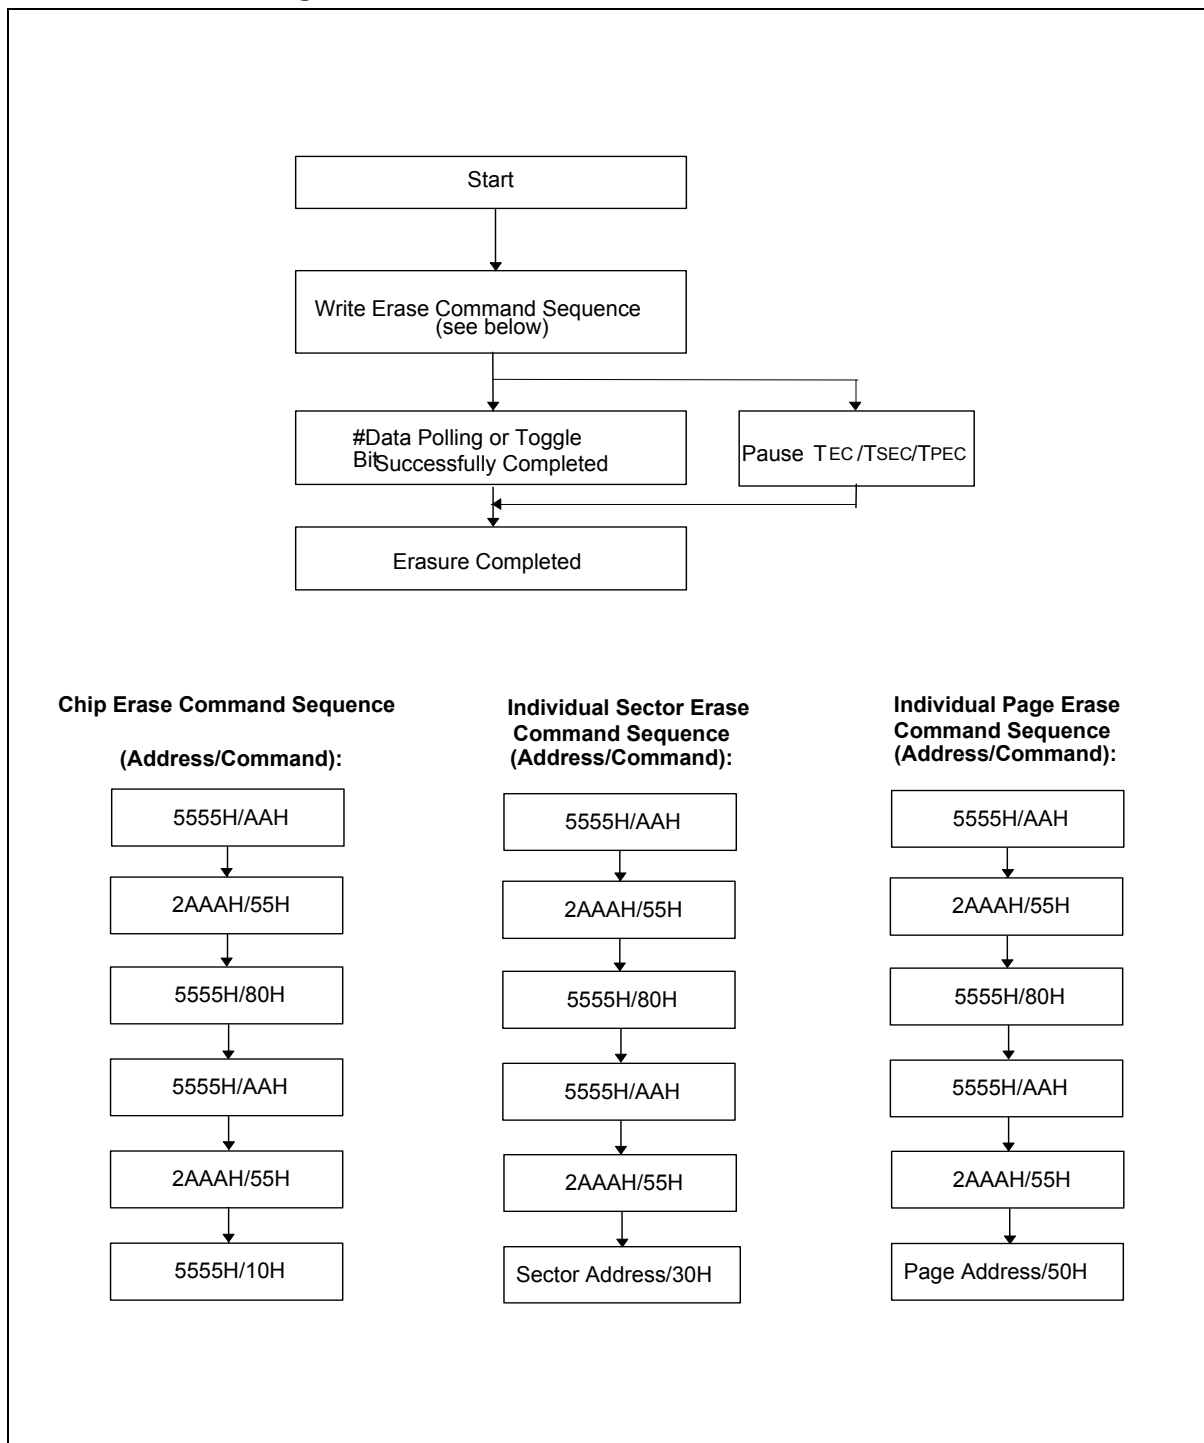 Start
Write Erase Command Sequence
(see below)
#Data Polling or Toggle
Bit
Successfully Completed
Pause TEC/TSEC/TPEC
Erasure Completed
Chip Erase Command Sequence
(Address/Command):
5555H/AAH
2AAAH/55H
5555H/80H
5555H/AAH
2AAAH/55H
5555H/10H
Individual Sector Erase
Command Sequence
(Address/Command):
5555H/AAH
2AAAH/55H
5555H/80H
5555H/AAH
2AAAH/55H
Sector Address/30H
Individual Page Erase
Command Sequence
(Address/Command):
5555H/AAH
2AAAH/55H
5555H/80H
5555H/AAH
2AAAH/55H
Page Address/50H